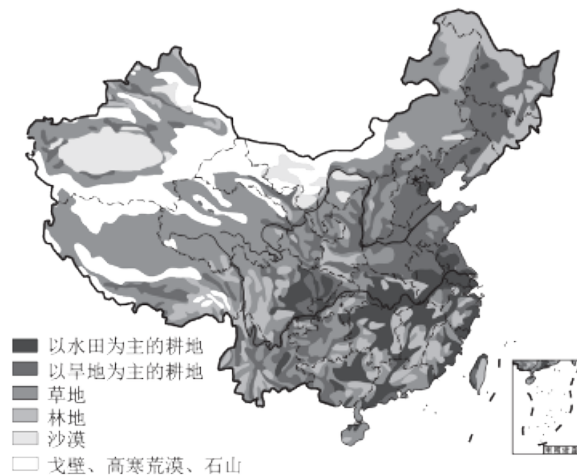 以水田为主的耕地
以旱地为主的耕地
草地
林地
沙漠
戈壁、高寒荒漠、石山